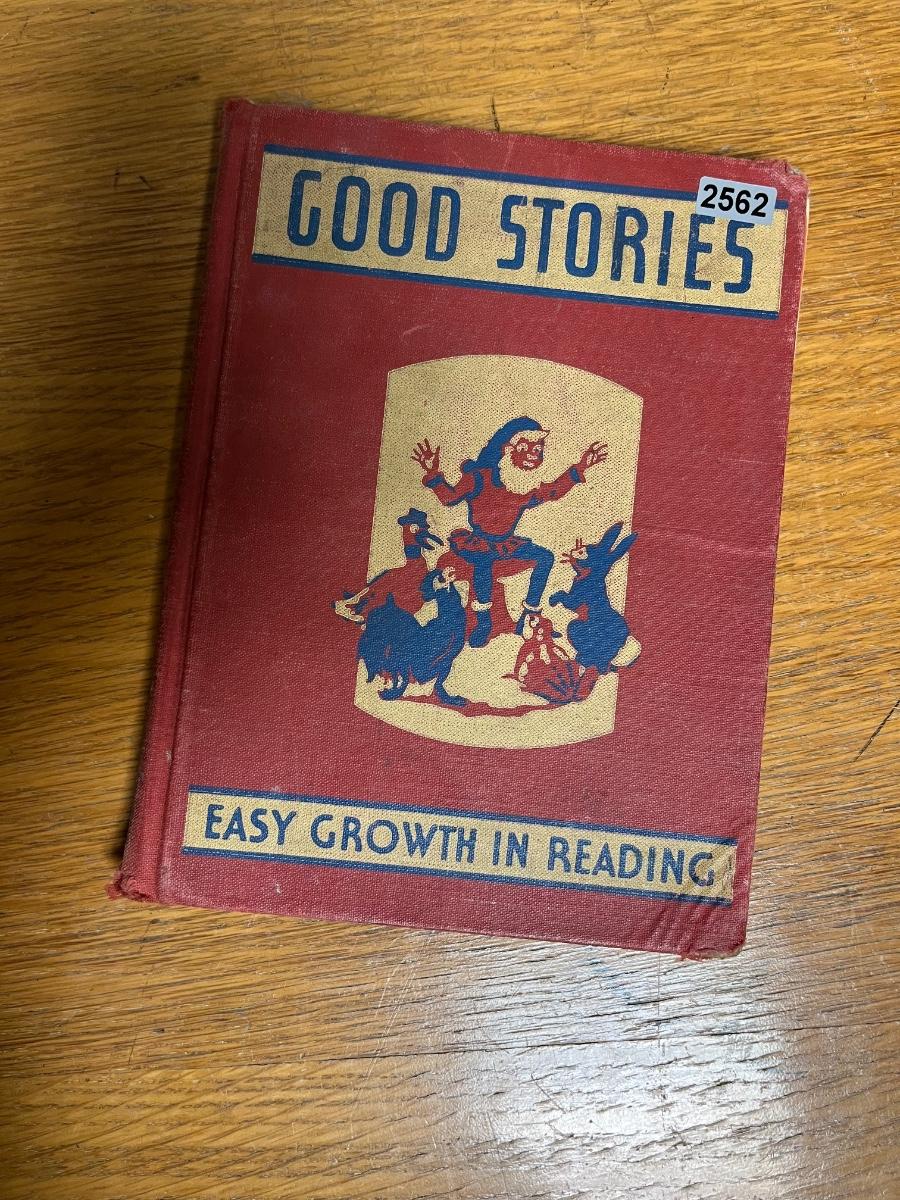 GOOD STORIES
2562
EASY GROWTH IN READING